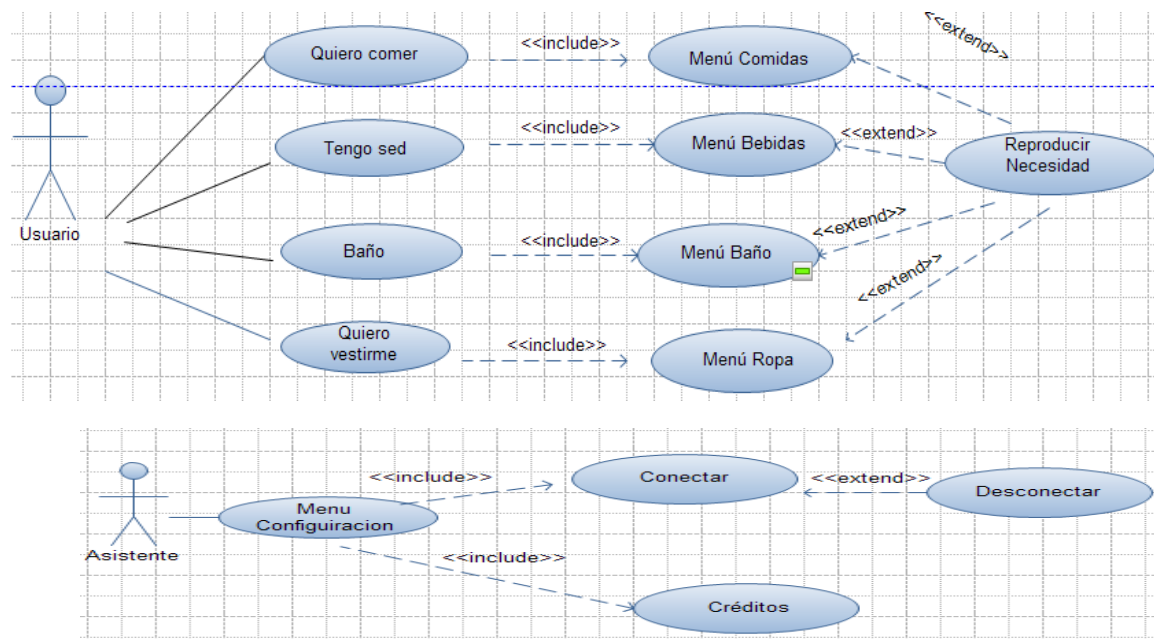 <<extend>>
Quiero comer
<<include>>
Menú Comidas
Tengo sed
<<include>>
Menú Bebidas
<<extend>>
Reproducir
Necesidad
Usuario
Baño
<<include>>
Menú Baño
<<extend>>
<<extend>>
Quiero
vestirme
<<include>>
Menú Ropa
Asistente
Menu
Configuiracion
<<include>>
Conectar
<<extend>>
Desconectar
<<include>>
Créditos